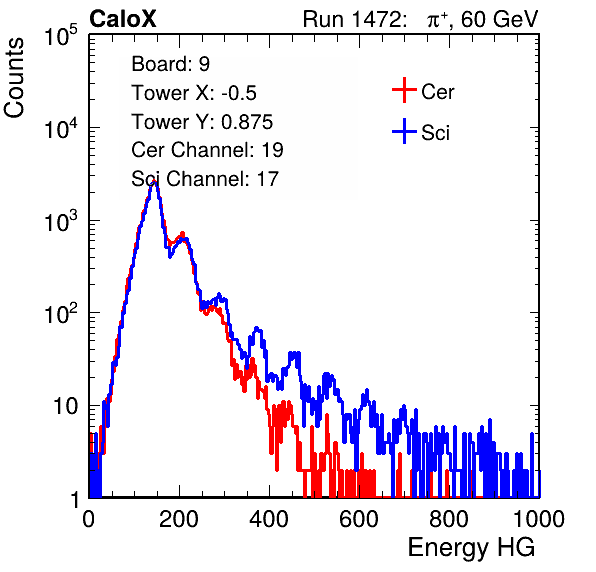 CaloX Run 1472: π⁺, 60 GeV
Counts
Board: 9
Tower X: -0.5
Tower Y: 0.875
Cer Channel: 19
Sci Channel: 17
Cer
Sci
10⁵
10⁴
10³
10²
10
1
0 200 400 600 800 1000
Energy HG